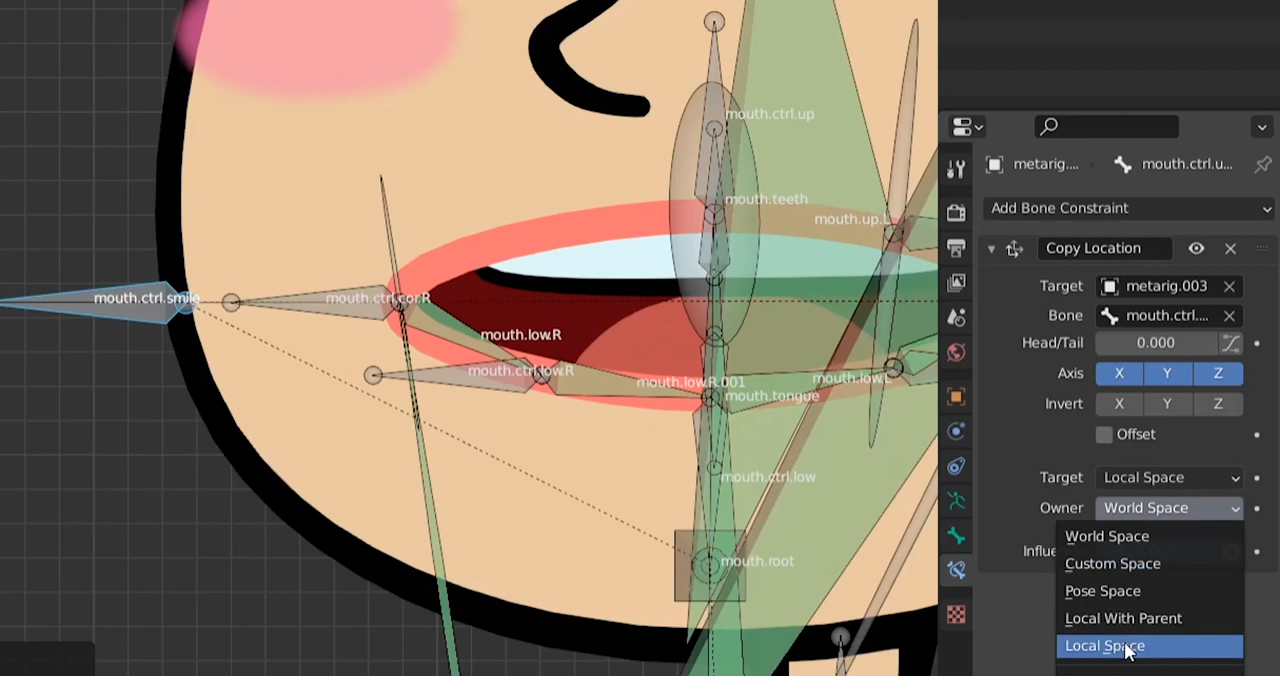 mouth.ctrl.up
mouth.teeth
mouth.up.L
mouth.ctrl.smile
mouth.ctrl.cor.R
mouth.low.R
mouth.ctrl.low.R
mouth.low.R.001
mouth.low.L
mouth.tongue
mouth.ctrl.low
mouth.root
metarig....
mouth.ctrl.u...
Add Bone Constraint
Copy Location
Target metarig.003
Bone mouth.ctrl....
Head/Tail 0.000
Axis X Y Z
Invert X Y Z
Offset
Target Local Space
Owner World Space
Influe
World Space
Custom Space
Pose Space
Local With Parent
Local Space